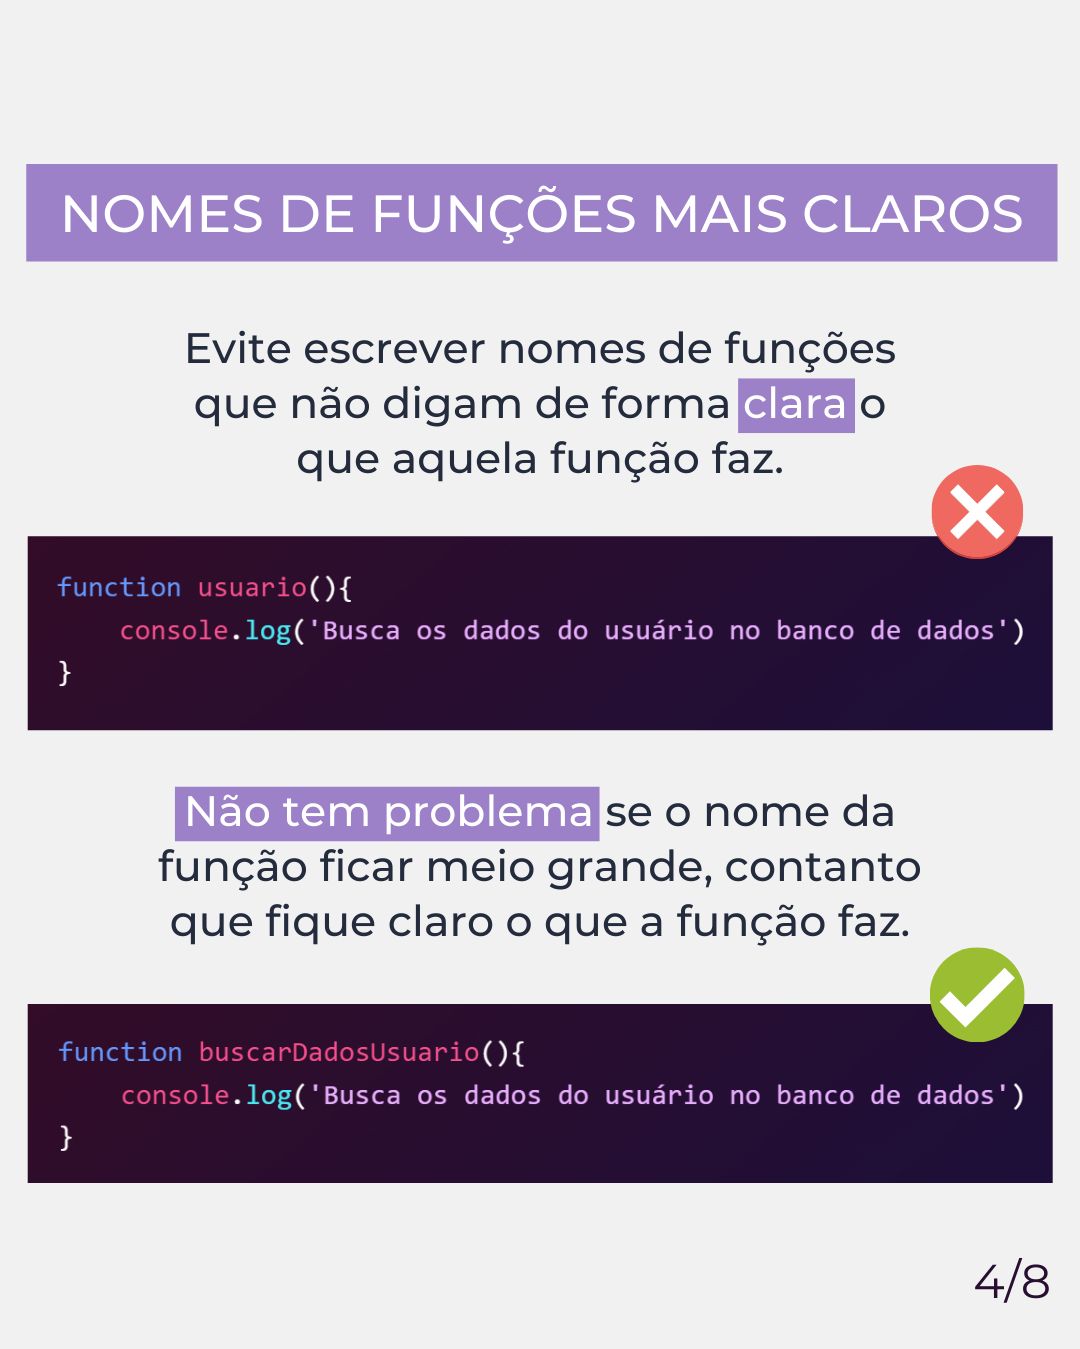 NOMES DE FUNÇÕES MAIS CLAROS
Evite escrever nomes de funções
que não digam de forma clara o
que aquela função faz.
function usuario(){
    console.log('Busca os dados do usuário no banco de dados')
}
Não tem problema se o nome da
função ficar meio grande, contanto
que fique claro o que a função faz.
function buscarDadosUsuario(){
    console.log('Busca os dados do usuário no banco de dados')
}
4/8